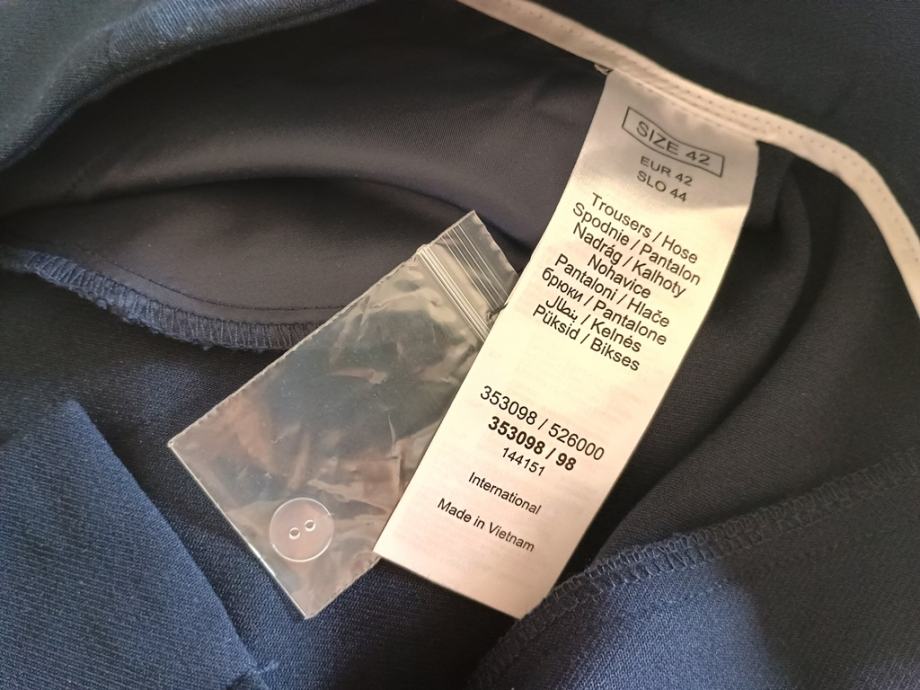 SIZE 42
EUR 42
SLO 44
Trousers / Hose
Spodnie / Pantalon
Nadrág / Kalhoty
Nohavice
Pantaloni / Hlače
брюки / Pantalone
بنطال / Kelnės
Püksid / Bikses
353098 / 526000
353098 / 98
144151
International
Made in Vietnam